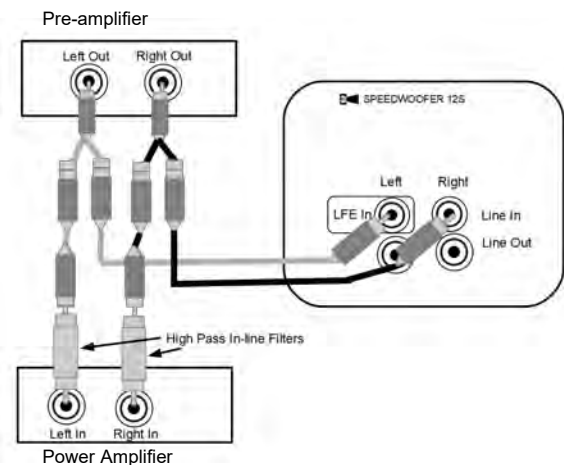 Pre-amplifier
Left Out
Right Out
SPEEDWOOFER 12S
Left
Right
LFE In
Line In
Line Out
High Pass In-line Filters
Left In
Right In
Power Amplifier